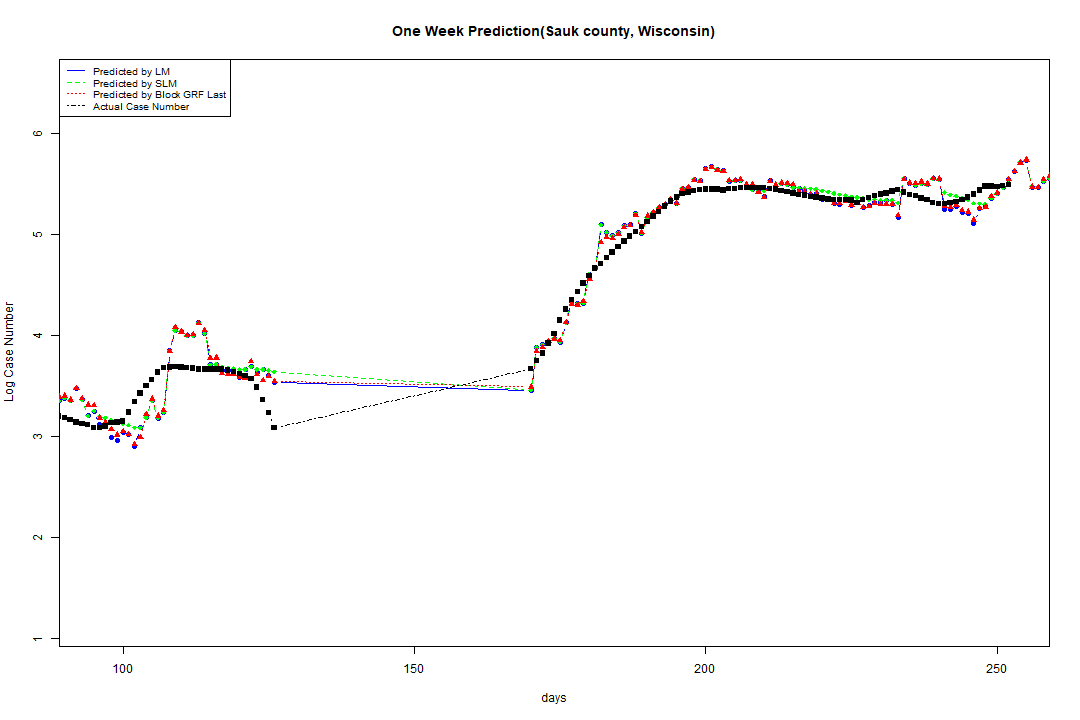 One Week Prediction(Sauk county, Wisconsin)
Predicted by LM
Predicted by SLM
Predicted by Block GRF Last
Actual Case Number
6
5
4
3
2
1
Log Case Number
100 150 200 250
days